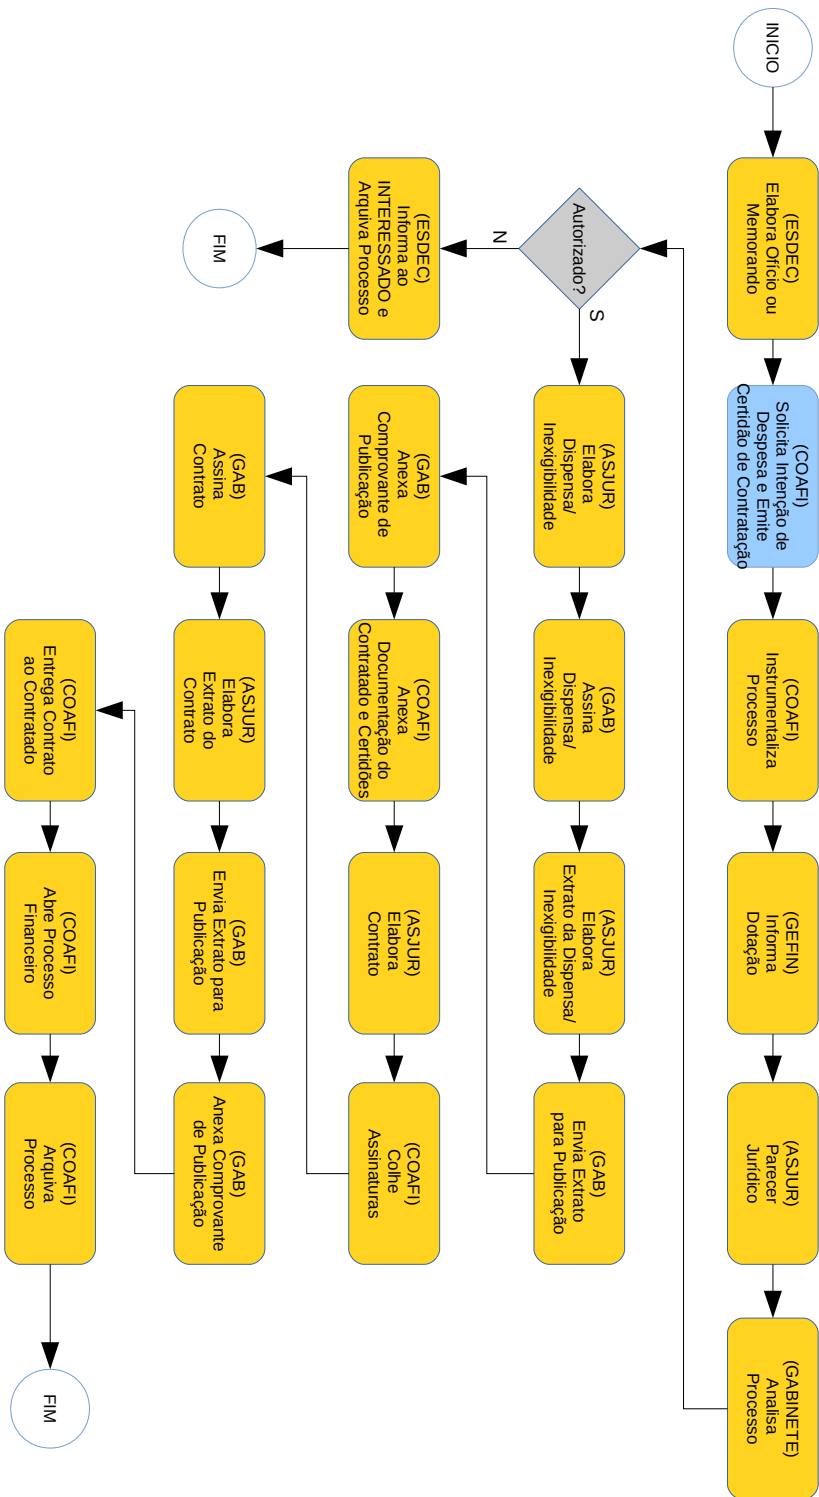 INICIO
(ESDEC)
Elabora Ofício ou
Memorando
(COAFI)
Solicita Intenção de
Despesa e Emite
Certidão de Contratação
(COAFI)
Instrumentaliza
Processo
(GEFIN)
Informa
Dotação
(ASJUR)
Parecer
Jurídico
(GABINETE)
Analisa
Processo
Autorizado?
S
N
(ESDEC)
Informa ao
INTERESSADO e
Arquiva Processo
FIM
(ASJUR)
Elabora
Dispensa/
Inexigibilidade
(GAB)
Assina
Dispensa/
Inexigibilidade
(ASJUR)
Elabora
Extrato da Dispensa/
Inexigibilidade
(GAB)
Envia Extrato
para Publicação
(GAB)
Anexa
Comprovante de
Publicação
(COAFI)
Anexa
Documentação do
Contratado e Certidões
(ASJUR)
Elabora
Contrato
(COAFI)
Colhe
Assinaturas
(GAB)
Assina
Contrato
(ASJUR)
Elabora
Extrato do
Contrato
(GAB)
Envia Extrato para
Publicação
(GAB)
Anexa Comprovante
de Publicação
(COAFI)
Entrega Contrato
ao Contratado
(COAFI)
Abre Processo
Financeiro
(COAFI)
Arquiva
Processo
FIM